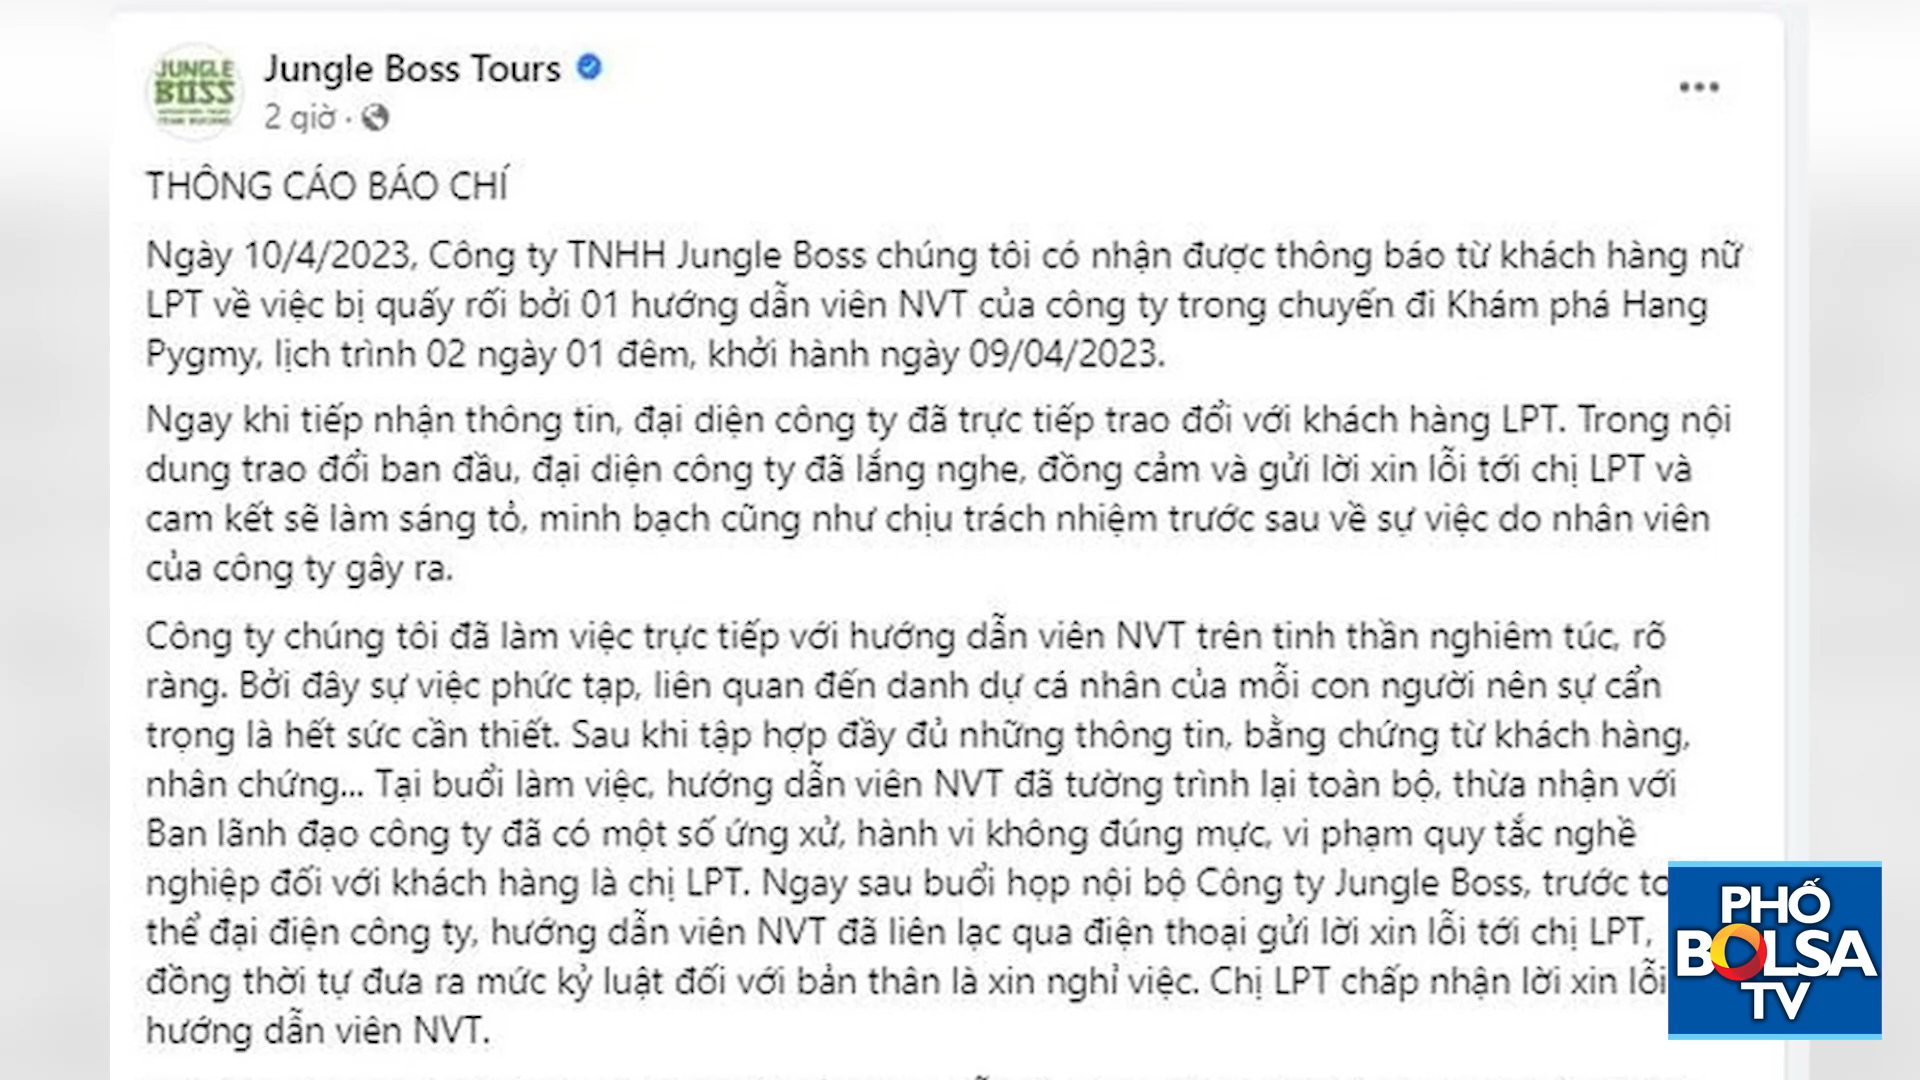 JUNGLE
BOSS
Jungle Boss Tours
2 giờ ·
THÔNG CÁO BÁO CHÍ
Ngày 10/4/2023, Công ty TNHH Jungle Boss chúng tôi có nhận được thông báo từ khách hàng nữ
LPT về việc bị quấy rối bởi 01 hướng dẫn viên NVT của công ty trong chuyến đi Khám phá Hang
Pygmy, lịch trình 02 ngày 01 đêm, khởi hành ngày 09/04/2023.
Ngay khi tiếp nhận thông tin, đại diện công ty đã trực tiếp trao đổi với khách hàng LPT. Trong nội
dung trao đổi ban đầu, đại diện công ty đã lắng nghe, đồng cảm và gửi lời xin lỗi tới chị LPT và
cam kết sẽ làm sáng tỏ, minh bạch cũng như chịu trách nhiệm trước sau về sự việc do nhân viên
của công ty gây ra.
Công ty chúng tôi đã làm việc trực tiếp với hướng dẫn viên NVT trên tinh thần nghiêm túc, rõ
ràng. Bởi đây sự việc phức tạp, liên quan đến danh dự cá nhân của mỗi con người nên sự cẩn
trọng là hết sức cần thiết. Sau khi tập hợp đầy đủ những thông tin, bằng chứng từ khách hàng,
nhân chứng... Tại buổi làm việc, hướng dẫn viên NVT đã tường trình lại toàn bộ, thừa nhận với
Ban lãnh đạo công ty đã có một số ứng xử, hành vi không đúng mực, vi phạm quy tắc nghề
nghiệp đối với khách hàng là chị LPT. Ngay sau buổi họp nội bộ Công ty Jungle Boss, trước to
thể đại điện công ty, hướng dẫn viên NVT đã liên lạc qua điện thoại gửi lời xin lỗi tới chị LPT,
đồng thời tự đưa ra mức kỷ luật đối với bản thân là xin nghỉ việc. Chị LPT chấp nhận lời xin lỗi
hướng dẫn viên NVT.
PHỐ
BOLSA
TV